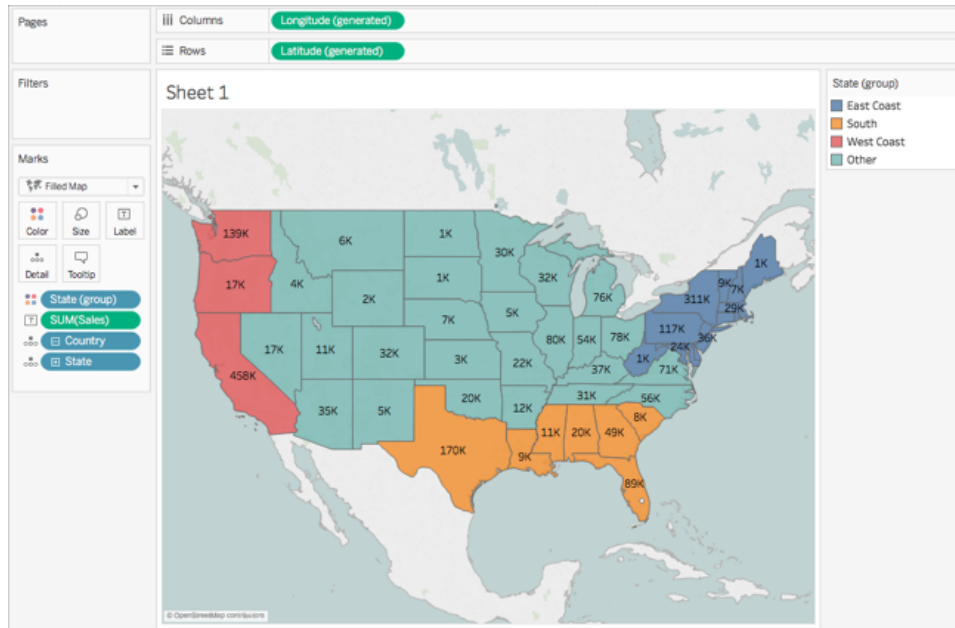 Pages
Columns
Longitude (generated)
Rows
Latitude (generated)
Filters
Sheet 1
State (group)
East Coast
South
West Coast
Other
Marks
Filled Map
Color
Size
Label
Detail
Tooltip
State (group)
SUM(Sales)
Country
State
139K
6K
1K
30K
1K
9K
7K
17K
4K
1K
32K
311K
29K
2K
76K
5K
7K
117K
36K
17K
11K
32K
80K
54K
78K
24K
1K
3K
22K
37K
71K
458K
35K
5K
20K
12K
31K
56K
8K
170K
9K
11K
20K
49K
89K
© OpenStreetMap contributors